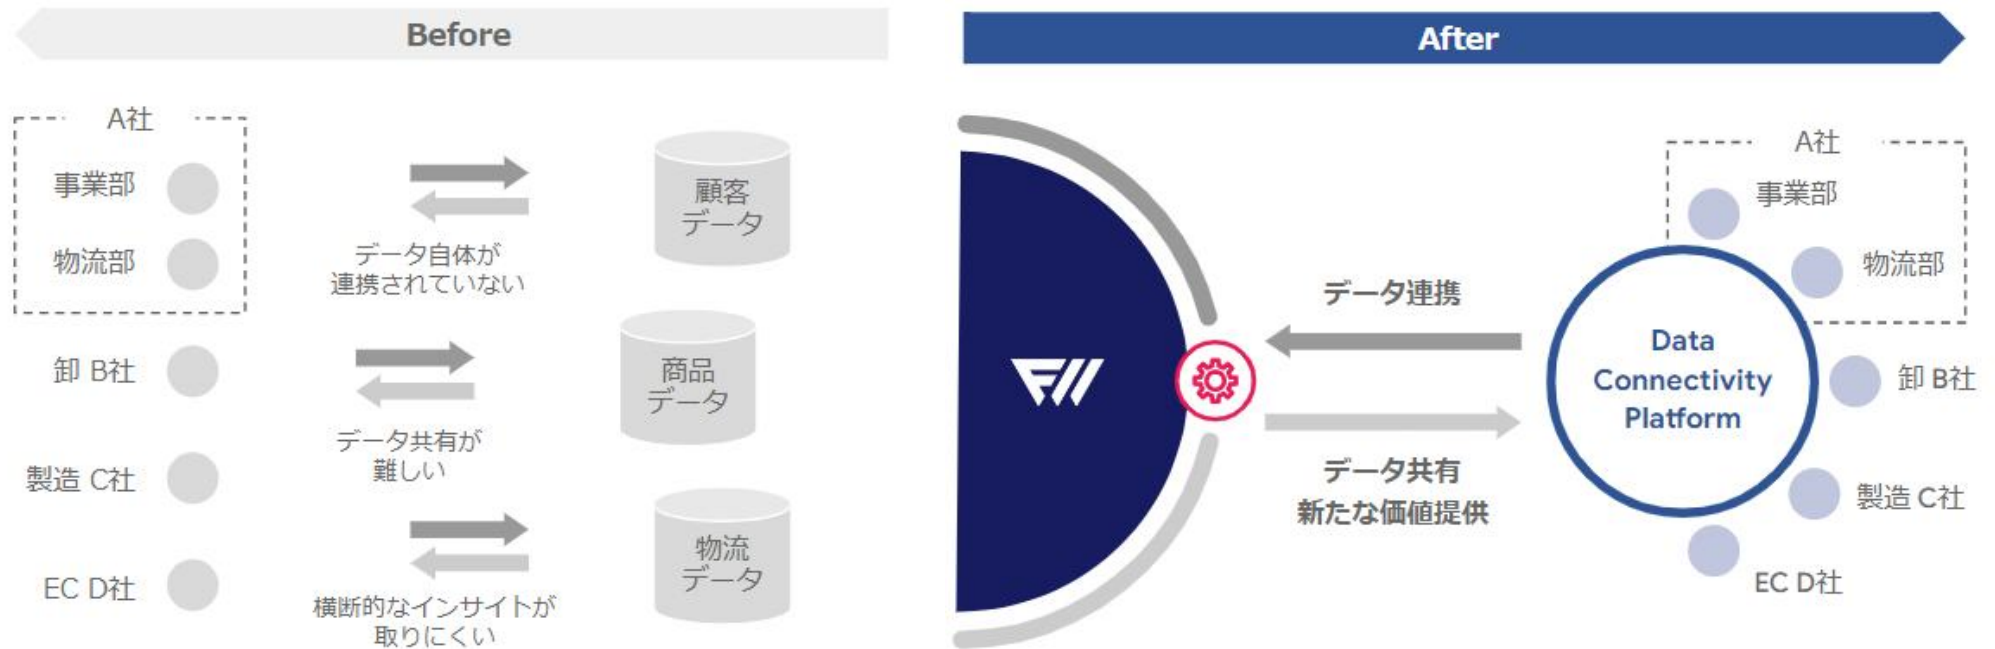 Before
A社
事業部
物流部
卸 B社
製造 C社
EC D社
データ自体が
連携されていない
データ共有が
難しい
横断的なインサイトが
取りにくい
顧客
データ
商品
データ
物流
データ
After
データ連携
データ共有
新たな価値提供
Data
Connectivity
Platform
A社
事業部
物流部
卸 B社
製造 C社
EC D社